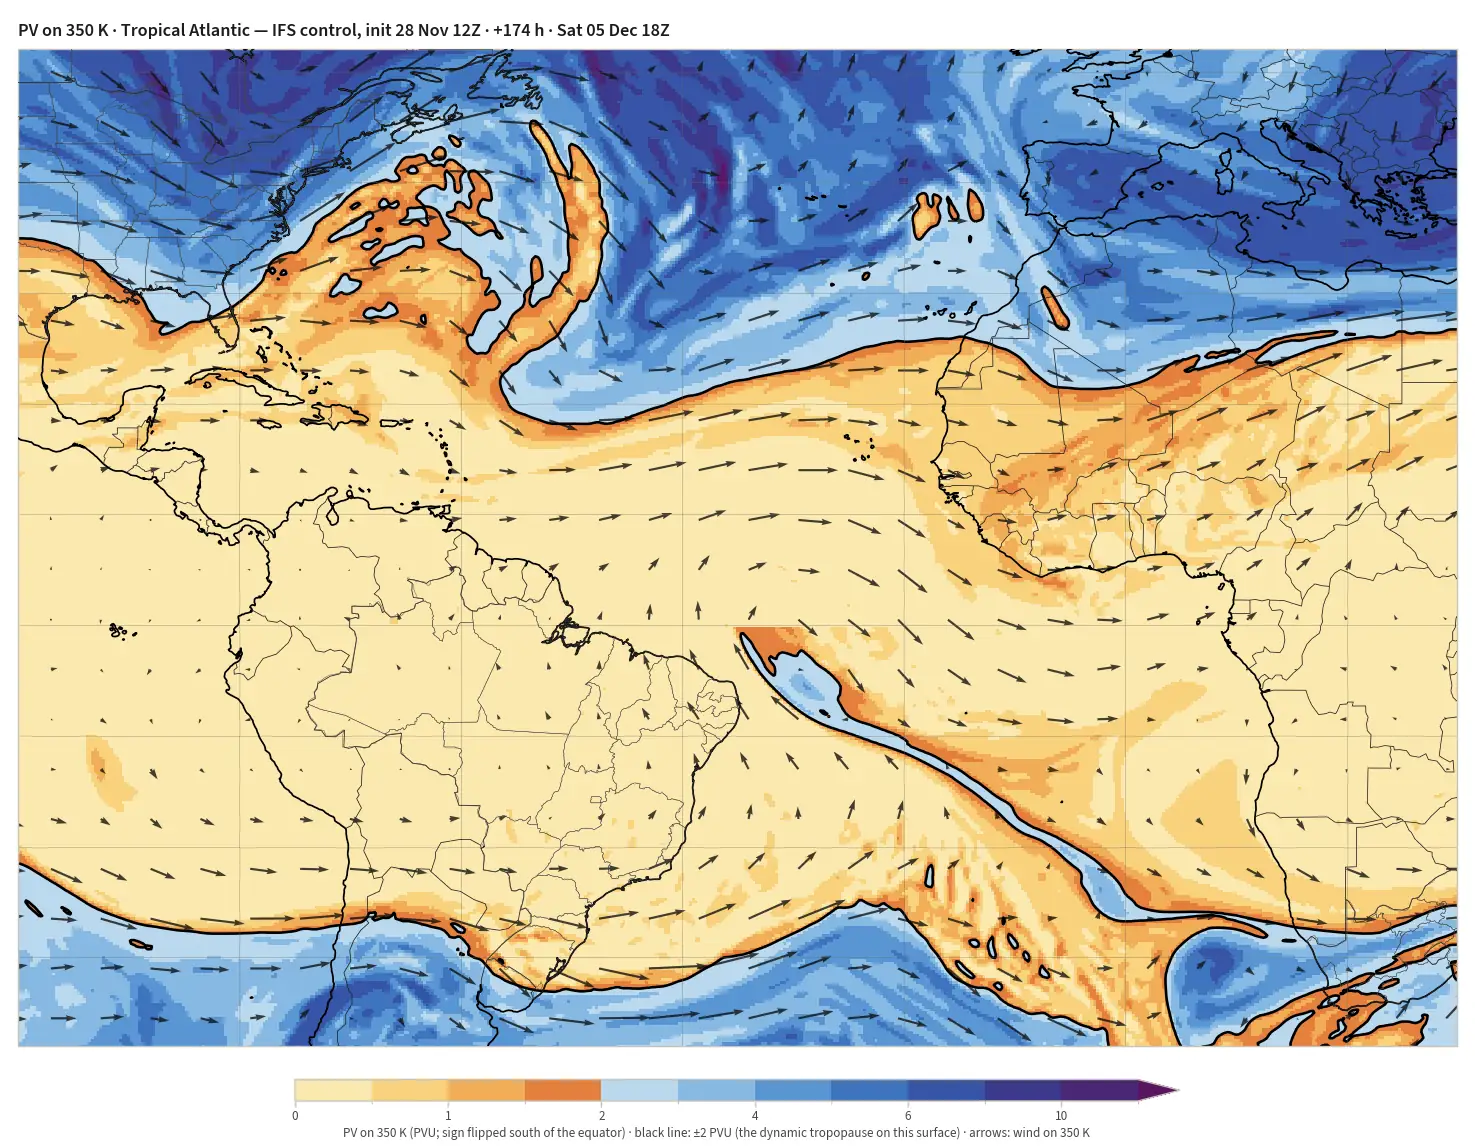 PV on 350 K · Tropical Atlantic — IFS control, init 28 Nov 12Z · +174 h · Sat 05 Dec 18Z
0 1 2 4 6 10
PV on 350 K (PVU; sign flipped south of the equator) · black line: ±2 PVU (the dynamic tropopause on this surface) · arrows: wind on 350 K